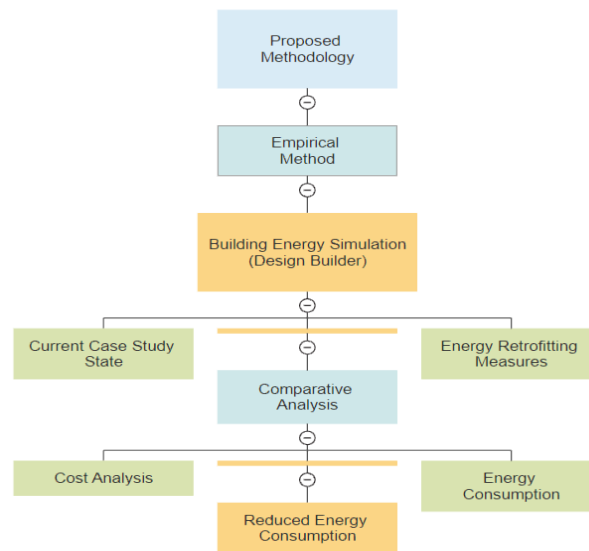 Proposed
Methodology
Empirical
Method
Building Energy Simulation
(Design Builder)
Current Case Study
State
Energy Retrofitting
Measures
Comparative
Analysis
Cost Analysis
Energy
Consumption
Reduced Energy
Consumption